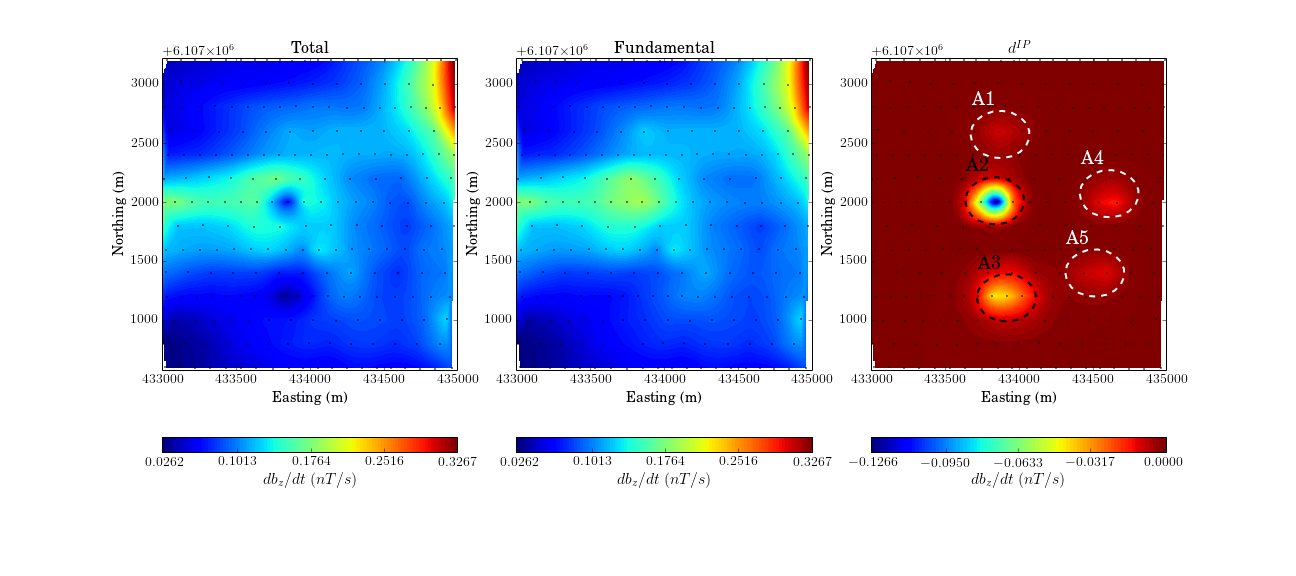 +6.107×10⁶ Total
3000
2500
2000
1500
1000
Northing (m)
433000 433500 434000 434500 435000
Easting (m)
0.0262 0.1013 0.1764 0.2516 0.3267
db_z/dt (nT/s)
+6.107×10⁶ Fundamental
3000
2500
2000
1500
1000
Northing (m)
433000 433500 434000 434500 435000
Easting (m)
0.0262 0.1013 0.1764 0.2516 0.3267
db_z/dt (nT/s)
+6.107×10⁶ d^{IP}
3000
2500
2000
1500
1000
Northing (m)
A1
A2
A4
A5
A3
433000 433500 434000 434500 435000
Easting (m)
−0.1266 −0.0950 −0.0633 −0.0317 0.0000
db_z/dt (nT/s)